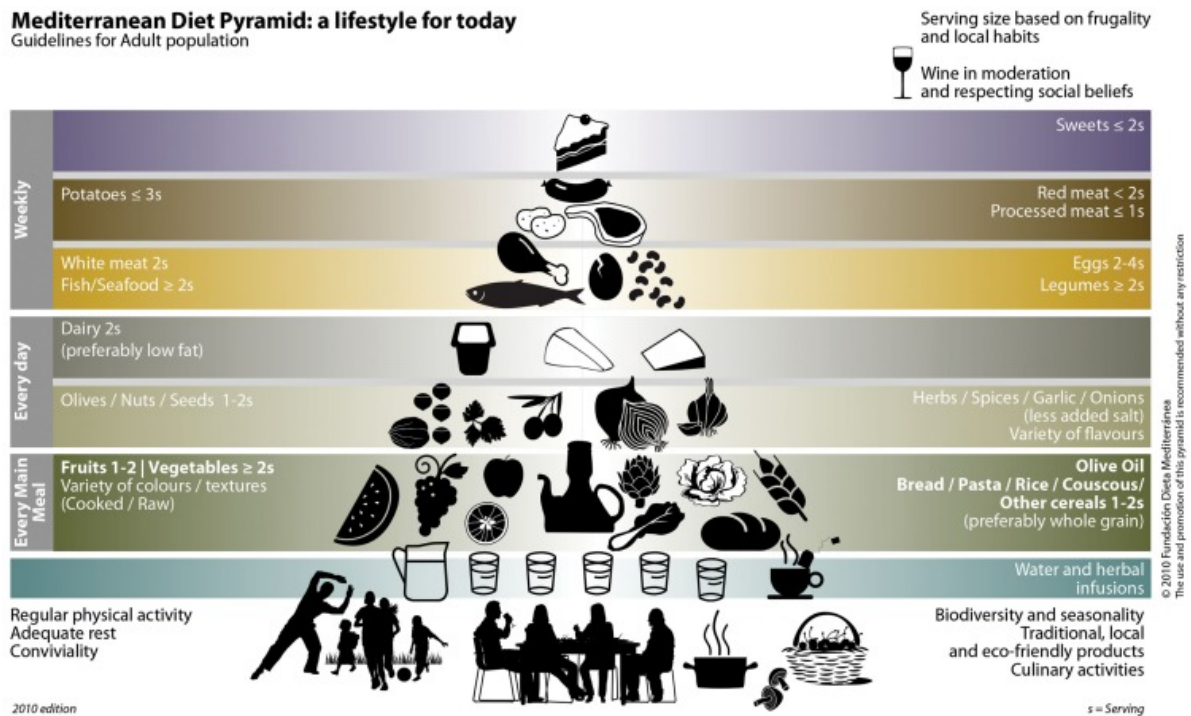 Mediterranean Diet Pyramid: a lifestyle for today
Guidelines for Adult population
Serving size based on frugality
and local habits
Wine in moderation
and respecting social beliefs
Weekly
Sweets ≤ 2s
Potatoes ≤ 3s
Red meat < 2s
Processed meat ≤ 1s
White meat 2s
Fish/Seafood ≥ 2s
Eggs 2-4s
Legumes ≥ 2s
Every day
Dairy 2s
(preferably low fat)
Olives / Nuts / Seeds 1-2s
Herbs / Spices / Garlic / Onions
(less added salt)
Variety of flavours
Every Main
Meal
Fruits 1-2 | Vegetables ≥ 2s
Variety of colours / textures
(Cooked / Raw)
Olive Oil
Bread / Pasta / Rice / Couscous/
Other cereals 1-2s
(preferably whole grain)
Water and herbal
infusions
Regular physical activity
Adequate rest
Conviviality
Biodiversity and seasonality
Traditional, local
and eco-friendly products
Culinary activities
2010 edition
s = Serving
© 2010 Fundación Dieta Mediterránea
The use and promotion of this pyramid is recommended without any restriction